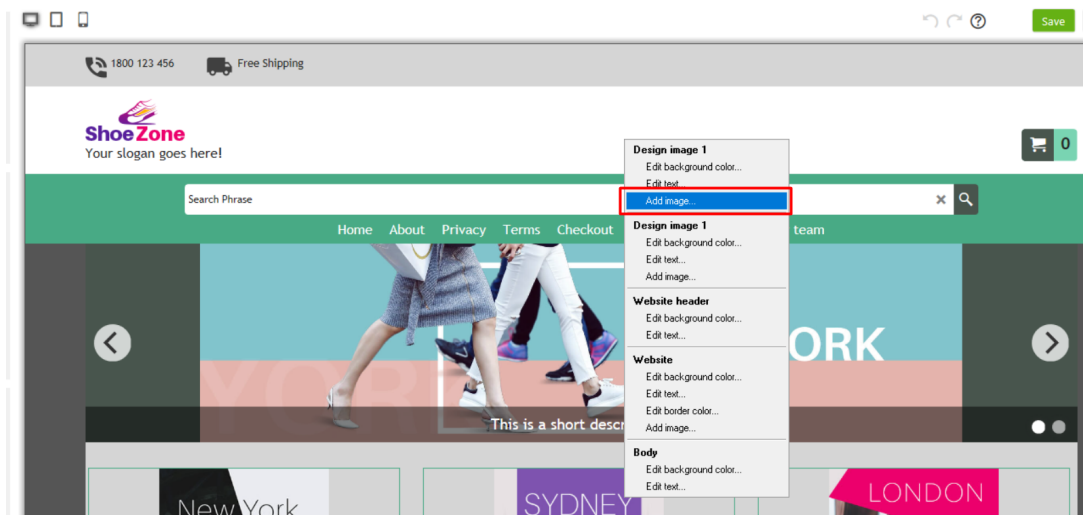 Save
1800 123 456
Free Shipping
ShoeZone
Your slogan goes here!
0
Search Phrase
Home About Privacy Terms Checkout
team
Design image 1
Edit background color...
Edit text...
Add image...
Design image 1
Edit background color...
Edit text...
Add image...
Website header
Edit background color...
Edit text...
Website
Edit background color...
Edit text...
Edit border color...
Add image...
Body
Edit background color...
Edit text...
YORK
ORK
This is a short descr
New York
SYDNEY
LONDON